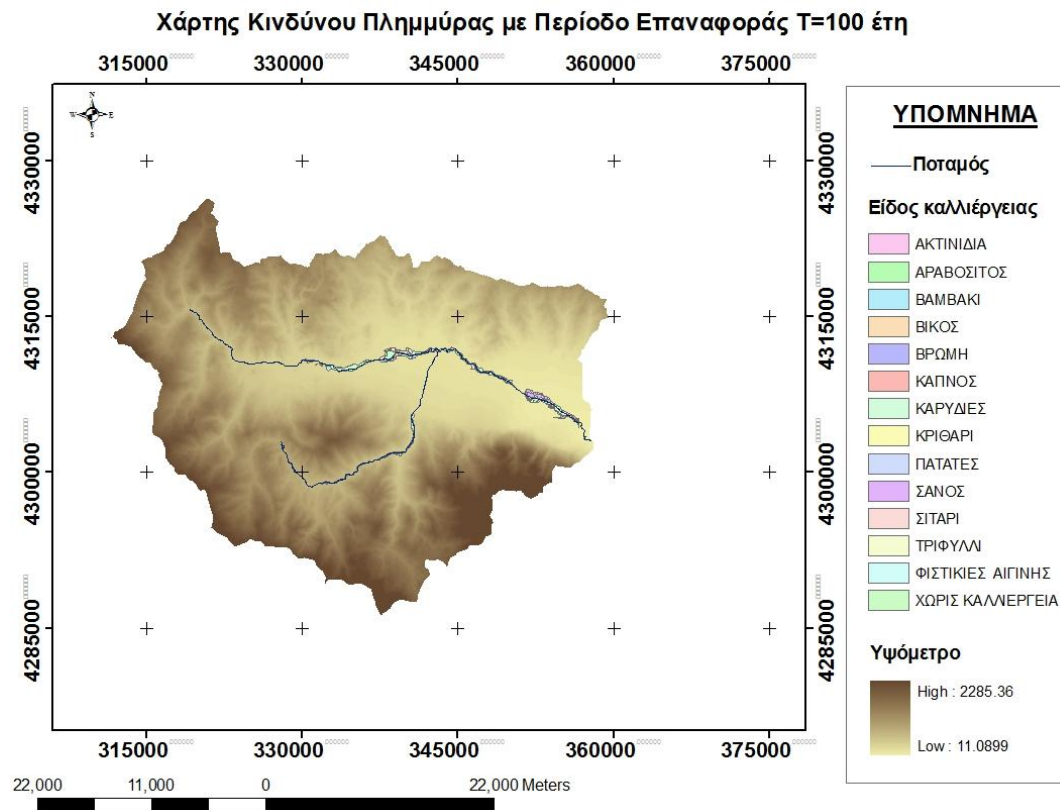 Χάρτης Κινδύνου Πλημμύρας με Περίοδο Επαναφοράς Τ=100 έτη
315000 330000 345000 360000 375000
N
W E
S
4330000 4330000
4315000 4315000
4300000 4300000
4285000 4285000
315000 330000 345000 360000 375000
22,000 11,000 0 22,000 Meters
ΥΠΟΜΝΗΜΑ
Ποταμός
Είδος καλλιέργειας
ΑΚΤΙΝΙΔΙΑ
ΑΡΑΒΟΣΙΤΟΣ
ΒΑΜΒΑΚΙ
ΒΙΚΟΣ
ΒΡΩΜΗ
ΚΑΠΝΟΣ
ΚΑΡΥΔΙΕΣ
ΚΡΙΘΑΡΙ
ΠΑΤΑΤΕΣ
ΣΑΝΟΣ
ΣΙΤΑΡΙ
ΤΡΙΦΥΛΛΙ
ΦΙΣΤΙΚΙΕΣ ΑΙΓΙΝΗΣ
ΧΩΡΙΣ ΚΑΛΛΙΕΡΓΕΙΑ
Υψόμετρο
High : 2285.36
Low : 11.0899